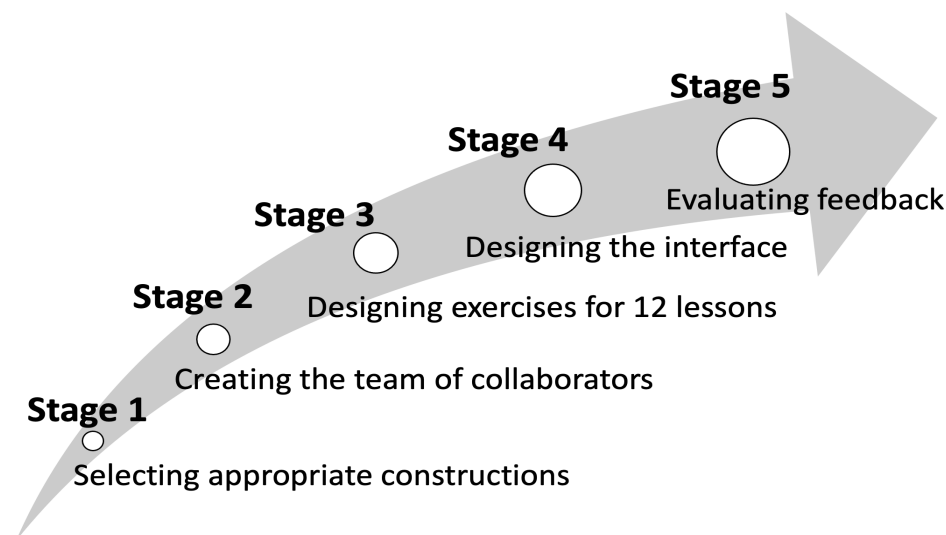 Stage 1
Selecting appropriate constructions
Stage 2
Creating the team of collaborators
Stage 3
Designing exercises for 12 lessons
Stage 4
Designing the interface
Stage 5
Evaluating feedback